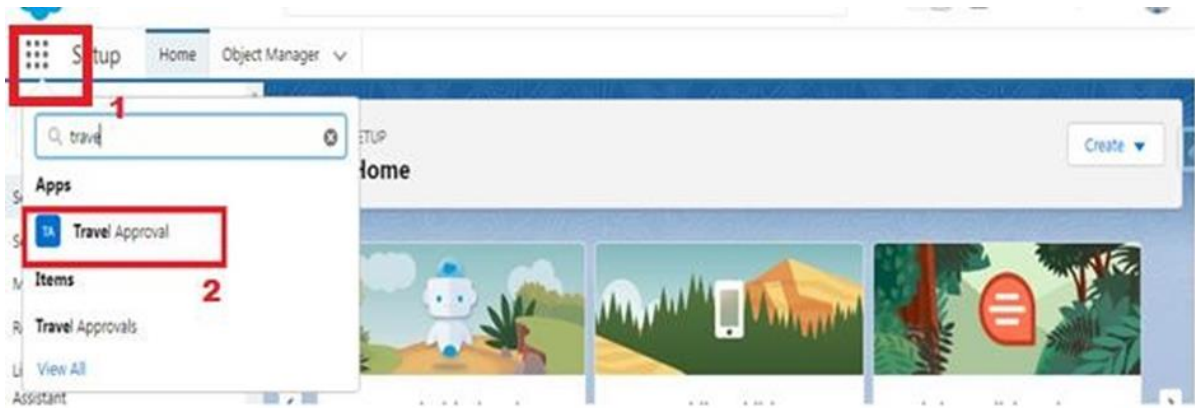 Setup Home Object Manager
1
trave
SETUP
Home
Create
Apps
TA Travel Approval
Items
2
Travel Approvals
View All
Assistant